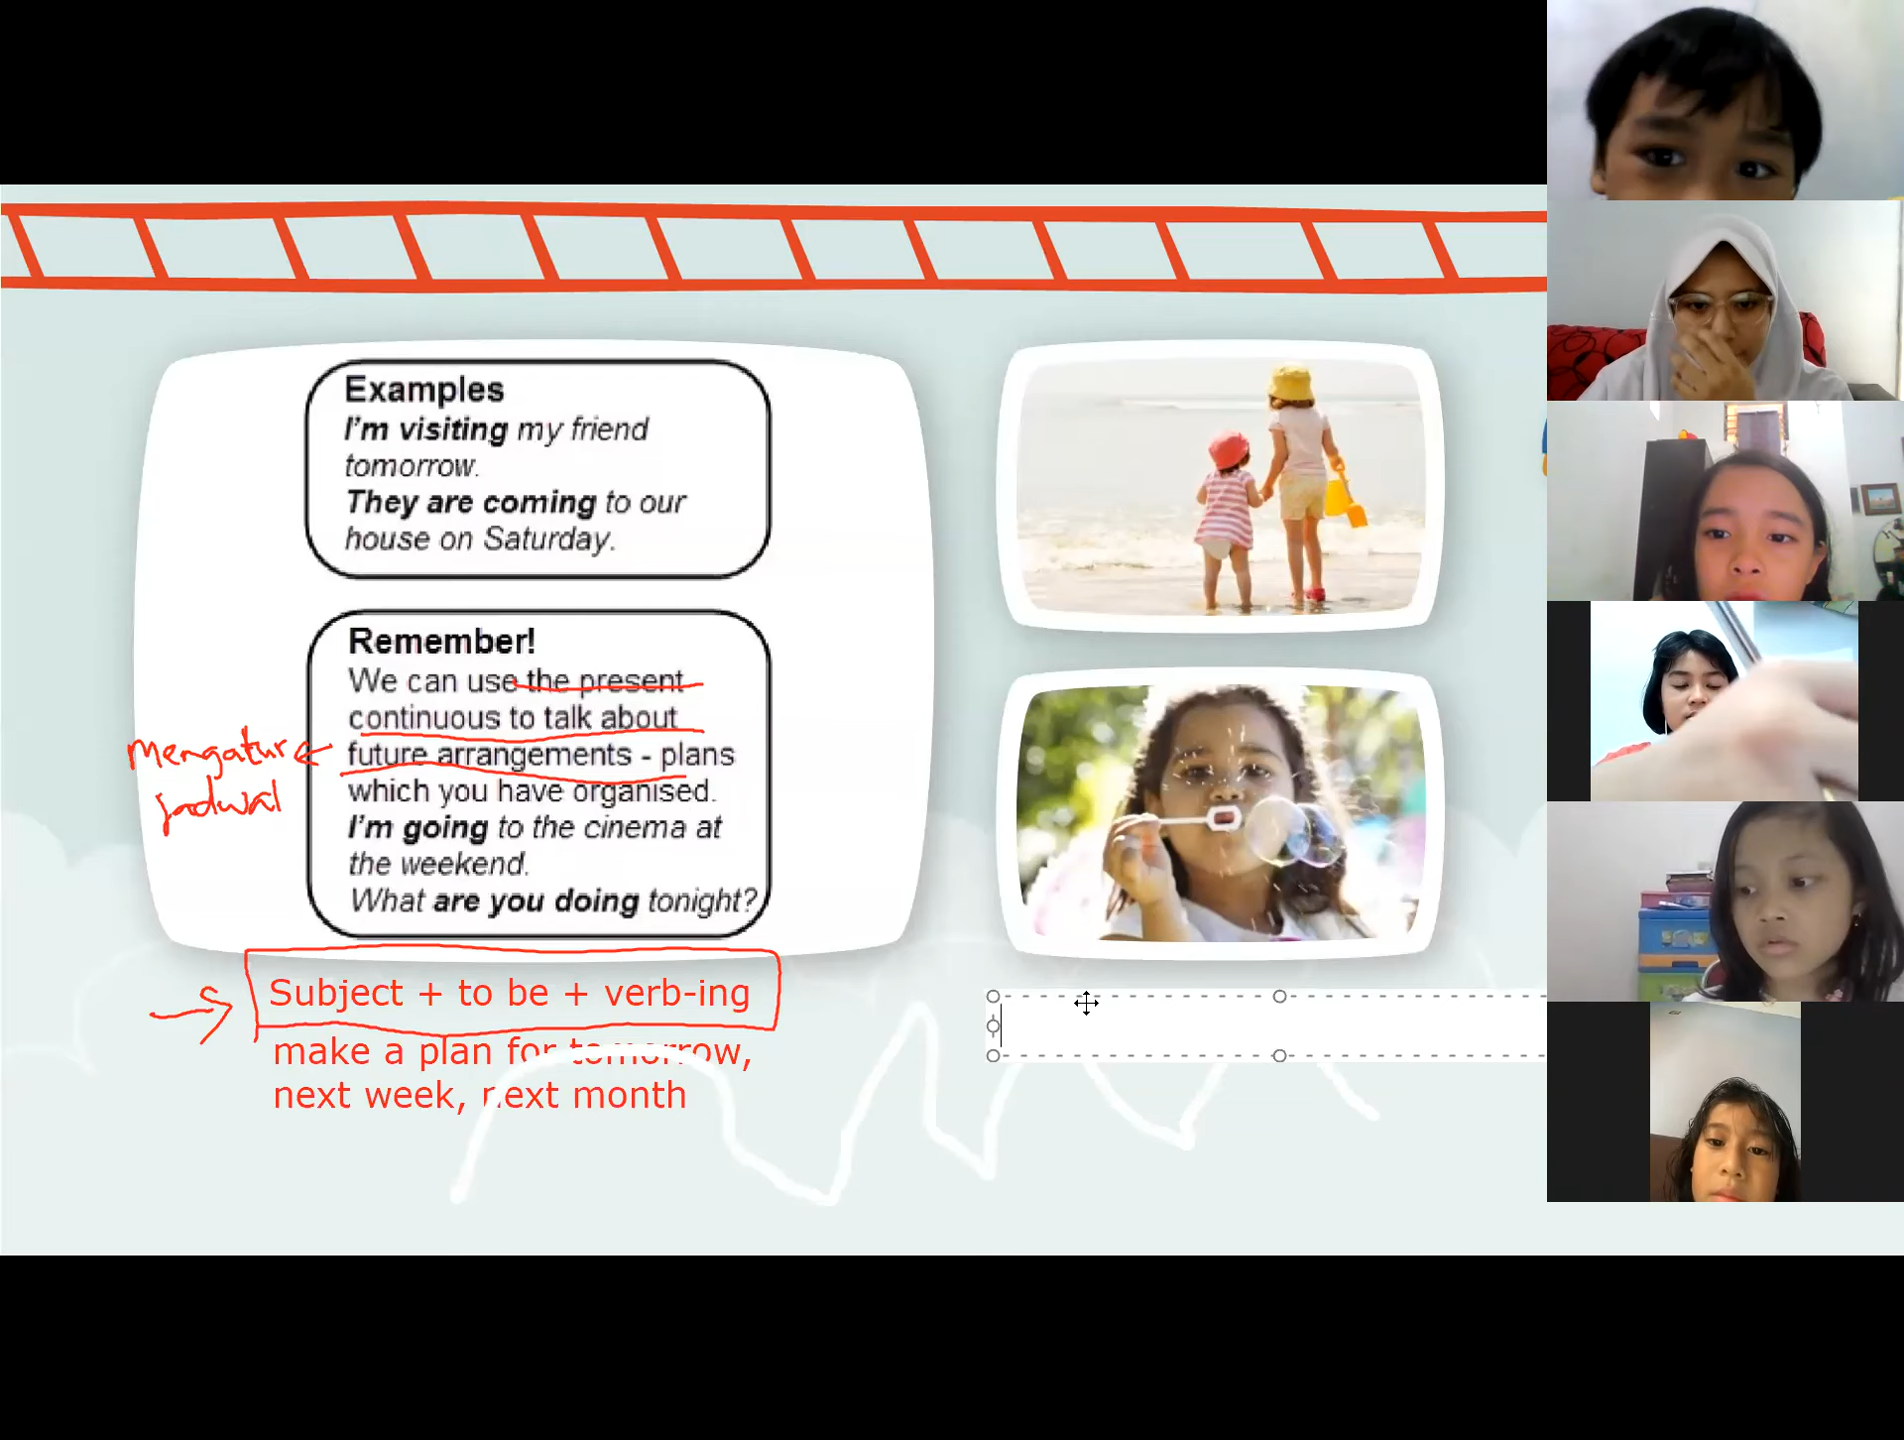 Examples
I'm visiting my friend
tomorrow.
They are coming to our
house on Saturday.
Remember!
We can use the present
continuous to talk about
future arrangements - plans
which you have organised.
I'm going to the cinema at
the weekend.
What are you doing tonight?
Mengatur
jadwal
Subject + to be + verb-ing
make a plan for tomorrow,
next week, next month